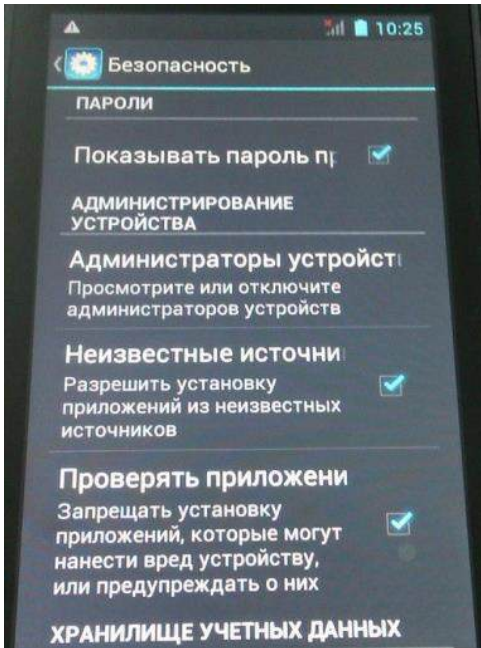 10:25
Безопасность
ПАРОЛИ
Показывать пароль п
АДМИНИСТРИРОВАНИЕ
УСТРОЙСТВА
Администраторы устройст
Просмотрите или отключите
администраторов устройств
Неизвестные источни
Разрешить установку
приложений из неизвестных
источников
Проверять приложени
Запрещать установку
приложений, которые могут
нанести вред устройству,
или предупреждать о них
ХРАНИЛИЩЕ УЧЕТНЫХ ДАННЫХ